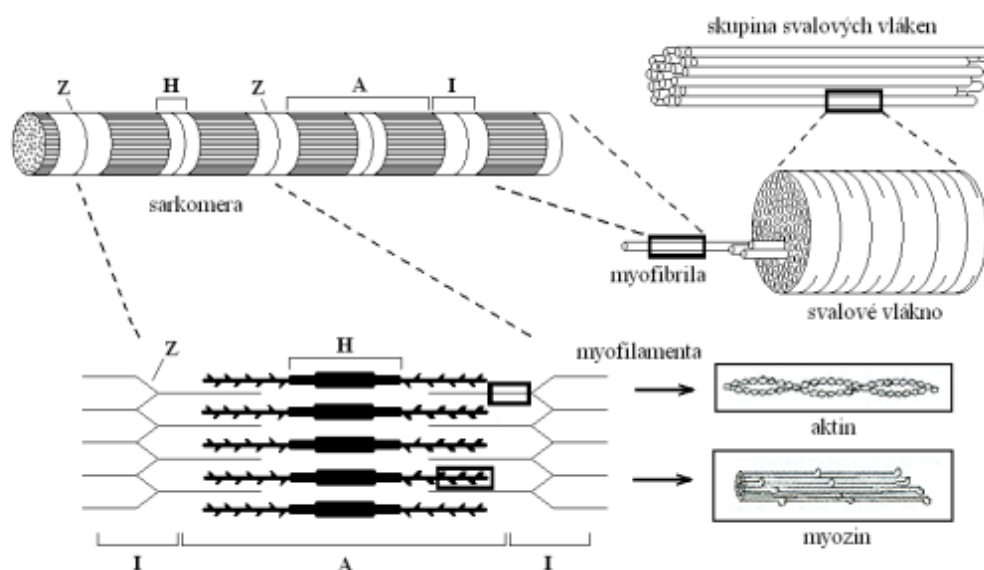 skupina svalových vláken
Z
H
Z
A
I
sarkomera
myofibrila
svalové vlákno
Z
H
myofilamenta
aktin
myozin
I
A
I